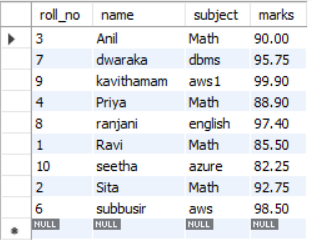 roll_no name subject marks
3 Anil Math 90.00
7 dwaraka dbms 95.75
9 kavithamam aws1 99.90
4 Priya Math 88.90
8 ranjani english 97.40
1 Ravi Math 85.50
10 seetha azure 82.25
2 Sita Math 92.75
6 subbusir aws 98.50
NULL NULL NULL NULL